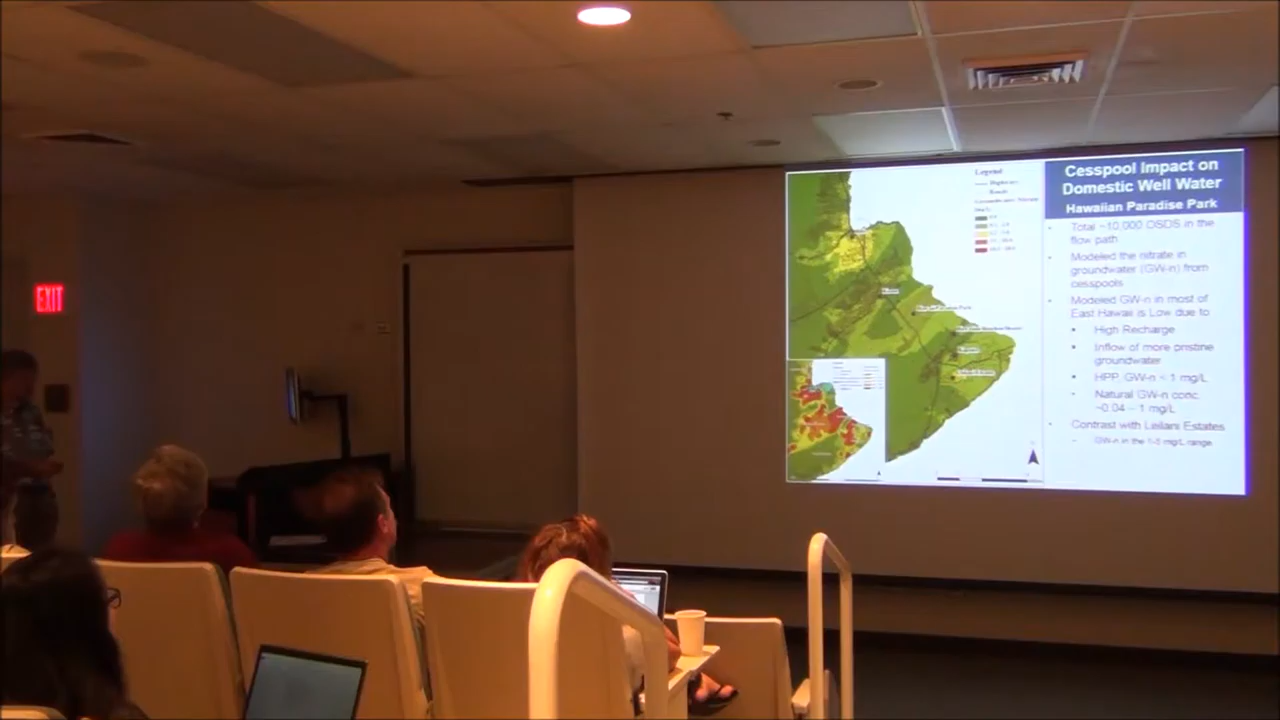 EXIT
Legend
Cesspool Impact on
Domestic Well Water
Hawaiian Paradise Park
Total ~10,000 OSDS in the
flow path
Modeled the nitrate in
groundwater (GW-n) from
cesspools
Modeled GW-n in most of
East Hawaii is Low due to
High Recharge
Inflow of more pristine
groundwater
HPP, GW-n < 1 mg/L
Natural GW-n conc.
~0.04 – 1 mg/L
Contrast with Leilani Estates
GW-n in the mg/L range